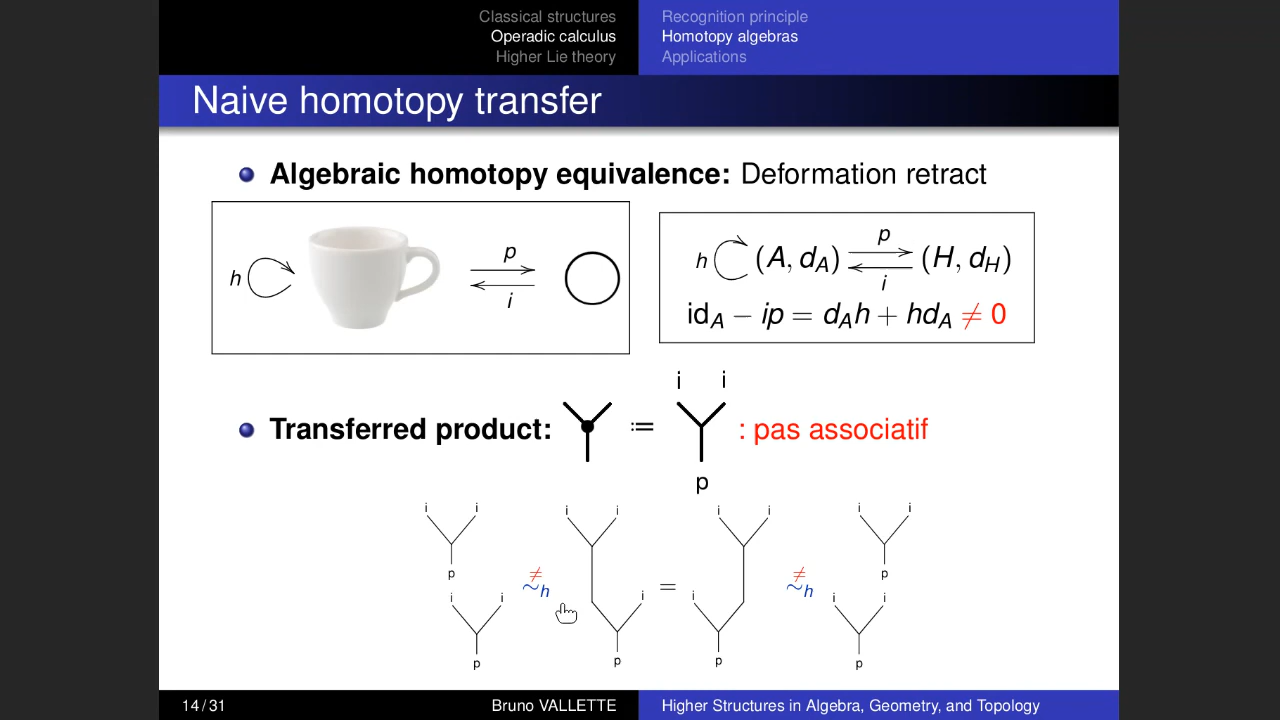 Classical structures
Operadic calculus
Higher Lie theory
Recognition principle
Homotopy algebras
Applications
Naive homotopy transfer
Algebraic homotopy equivalence: Deformation retract
h p i
h (A, d_A) p i (H, d_H)
id_A − ip = d_A h + hd_A ≠ 0
Transferred product: ≔ i i p : pas associatif
i i i i i i i i
p p
≠ ∼_h = ≠ ∼_h
i i i i i i
p p p p
14/31
Bruno VALLETTE
Higher Structures in Algebra, Geometry, and Topology